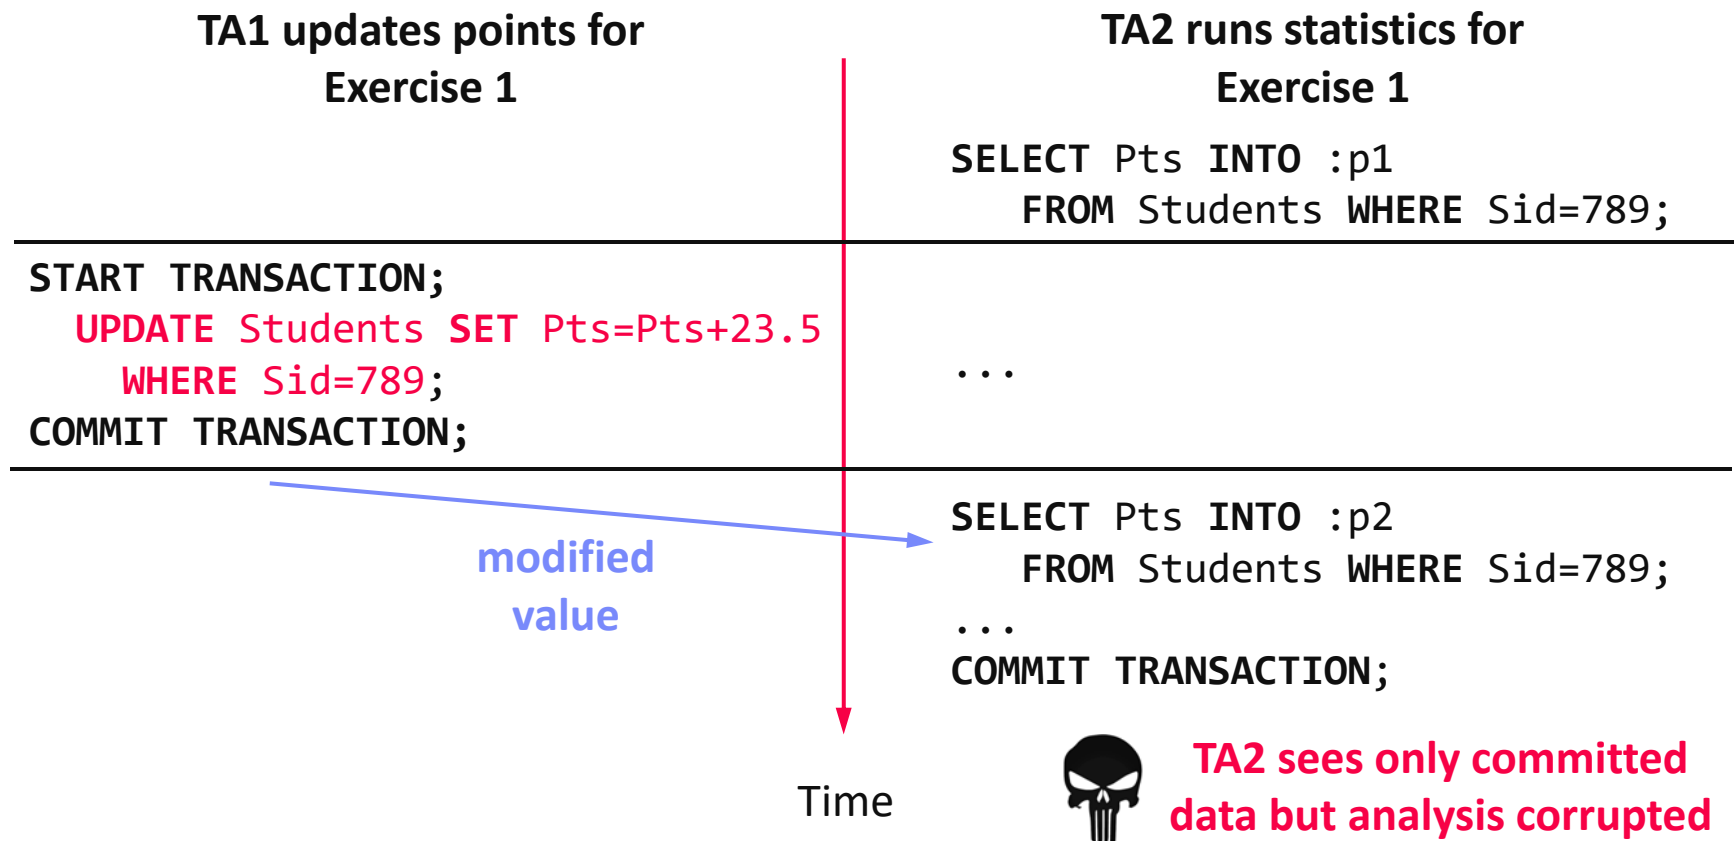 TA1 updates points for
Exercise 1
TA2 runs statistics for
Exercise 1
SELECT Pts INTO :p1
FROM Students WHERE Sid=789;
START TRANSACTION;
UPDATE Students SET Pts=Pts+23.5
WHERE Sid=789;
COMMIT TRANSACTION;
...
modified
value
SELECT Pts INTO :p2
FROM Students WHERE Sid=789;
...
COMMIT TRANSACTION;
Time
TA2 sees only committed
data but analysis corrupted